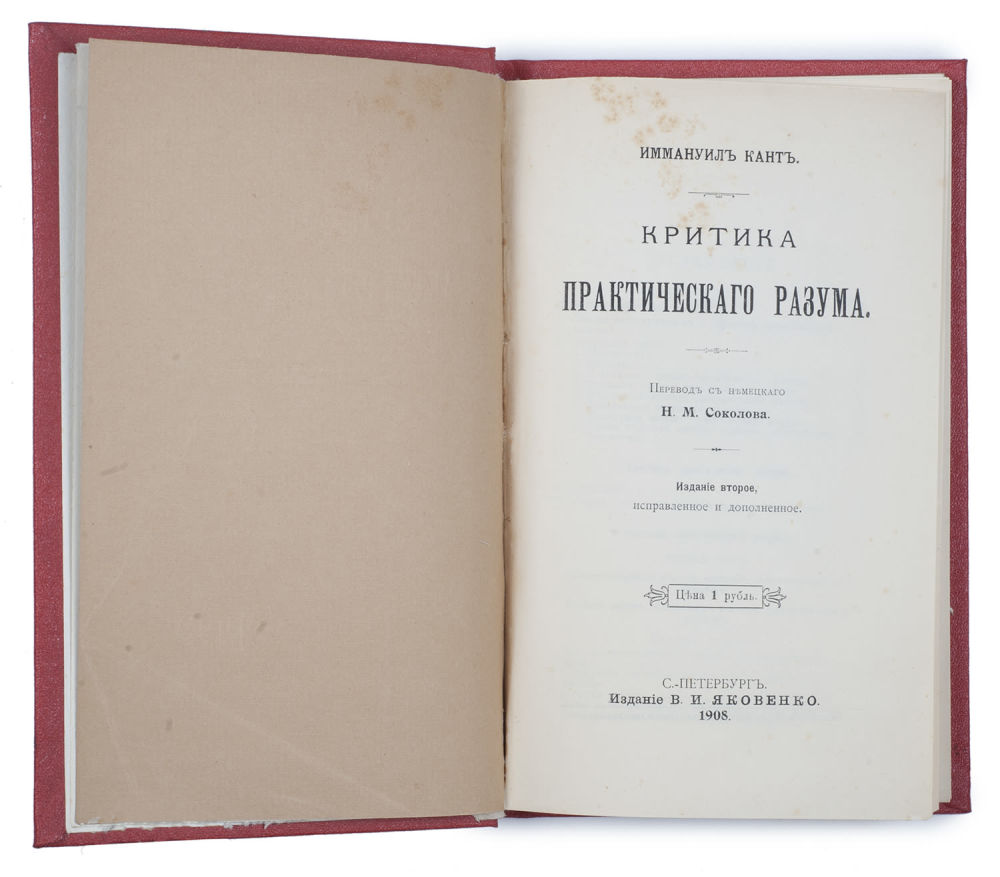 ИММАНУИЛЪ КАНТЪ.
КРИТИКА
ПРАКТИЧЕСКАГО РАЗУМА.
Переводъ съ нѣмецкаго
Н. М. Соколова.
Изданіе второе,
исправленное и дополненное.
Цѣна 1 рубль.
С.-ПЕТЕРБУРГЪ.
Изданіе В. И. ЯКОВЕНКО.
1908.